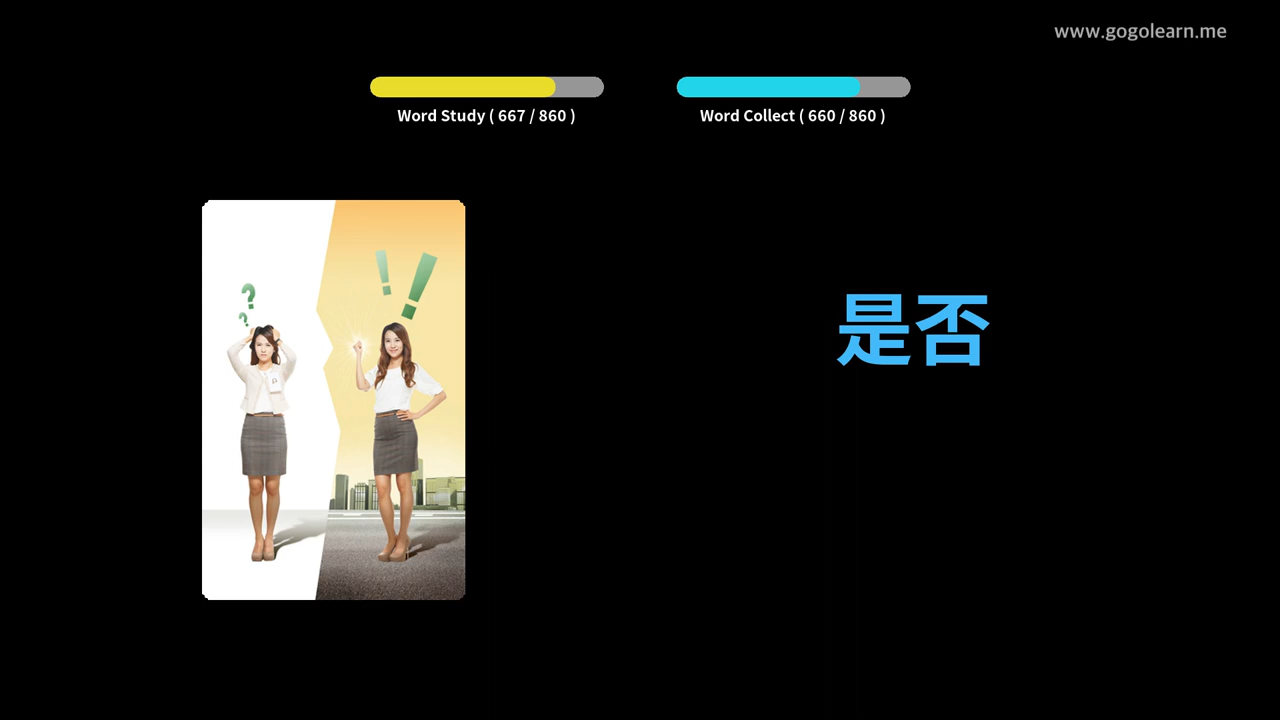 www.gogolearn.me
Word Study ( 667 / 860 )
Word Collect ( 660 / 860 )
? ?
! !
是否